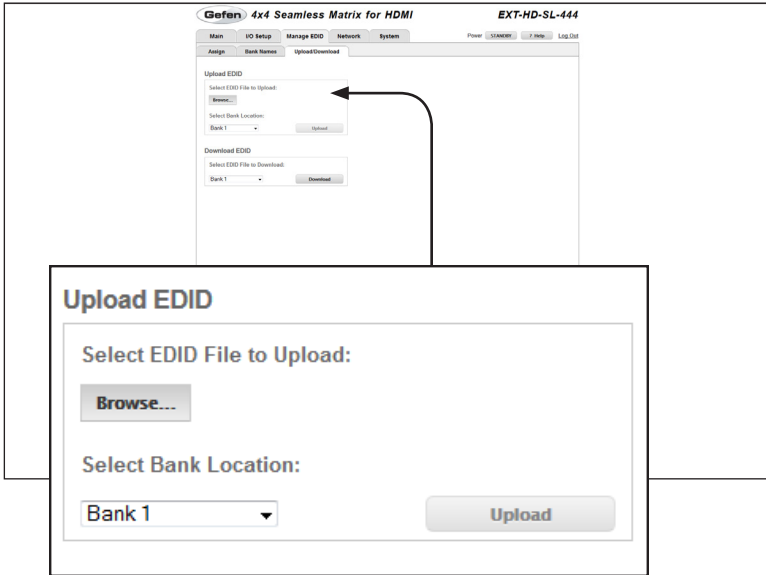 Gefen 4x4 Seamless Matrix for HDMI EXT-HD-SL-444
Main I/O Setup Manage EDID Network System Power STANDBY ? Help Log Out
Assign Bank Names Upload/Download
Upload EDID
Select EDID File to Upload:
Browse...
Select Bank Location:
Bank 1 Upload
Download EDID
Select EDID File to Download:
Bank 1 Download
Upload EDID
Select EDID File to Upload:
Browse...
Select Bank Location:
Bank 1 Upload